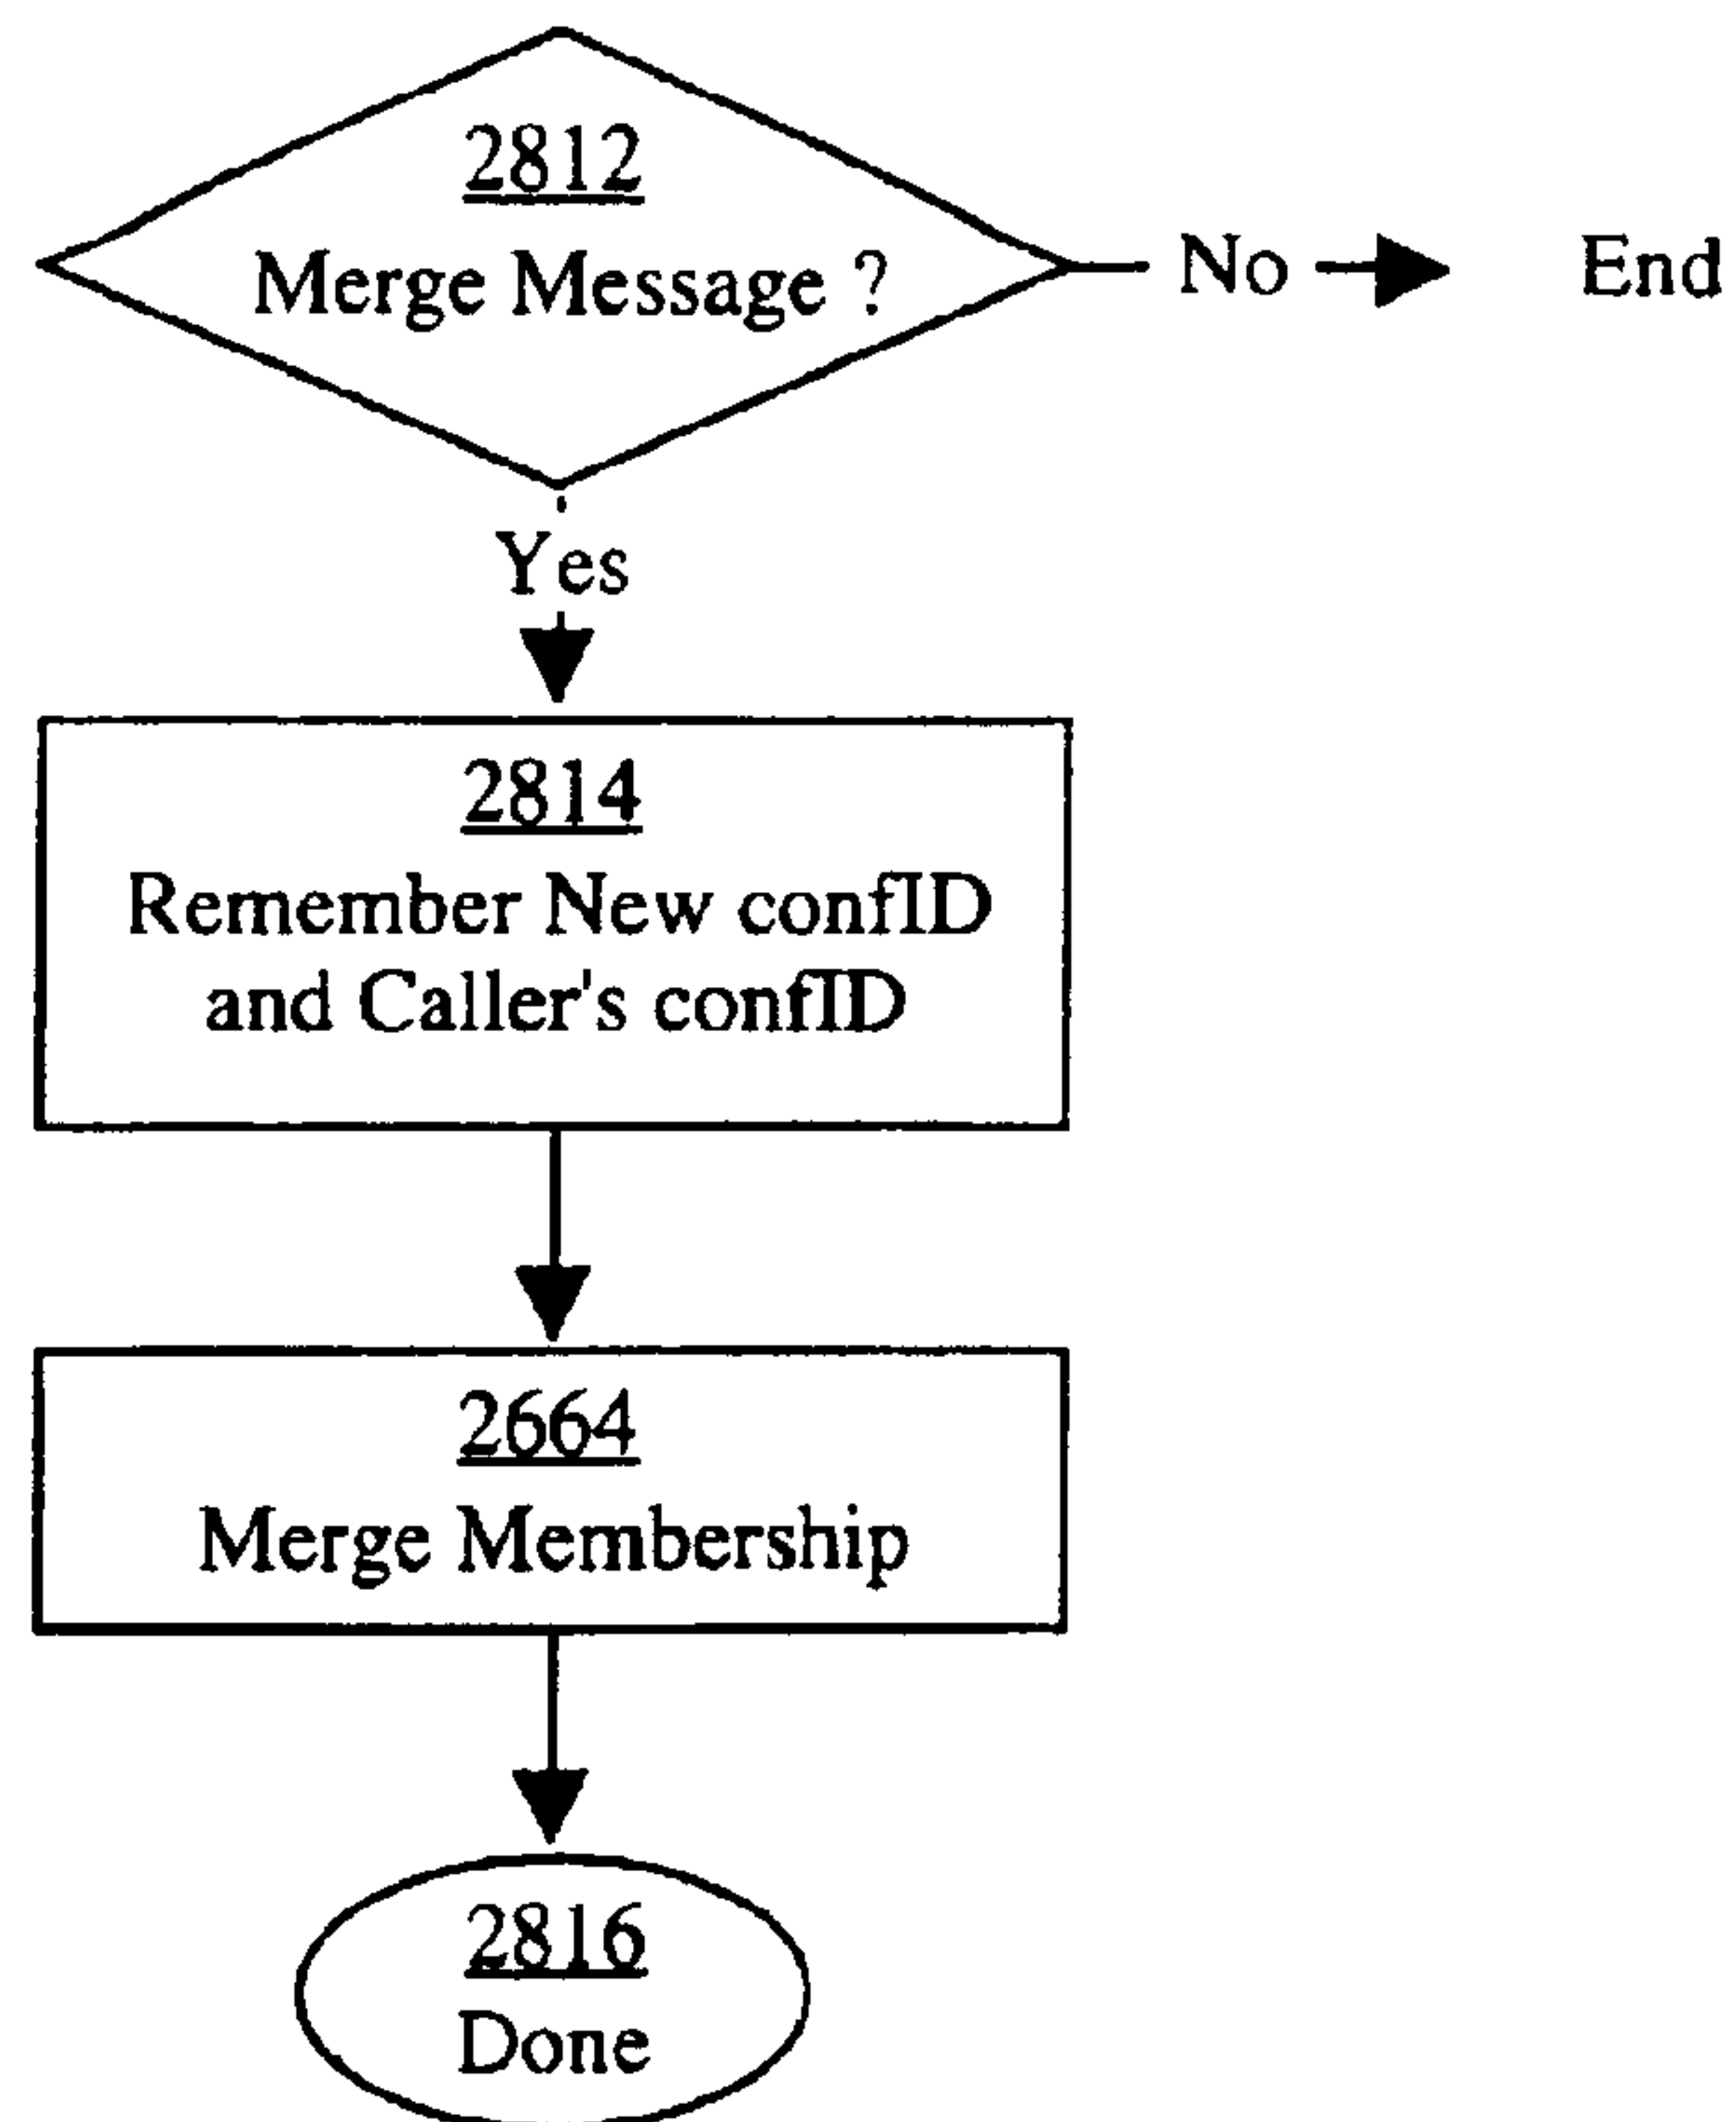 2812
Merge Message ?
No
End
Yes
2814
Remember New confID
and Caller's confID
2664
Merge Membership
2816
Done